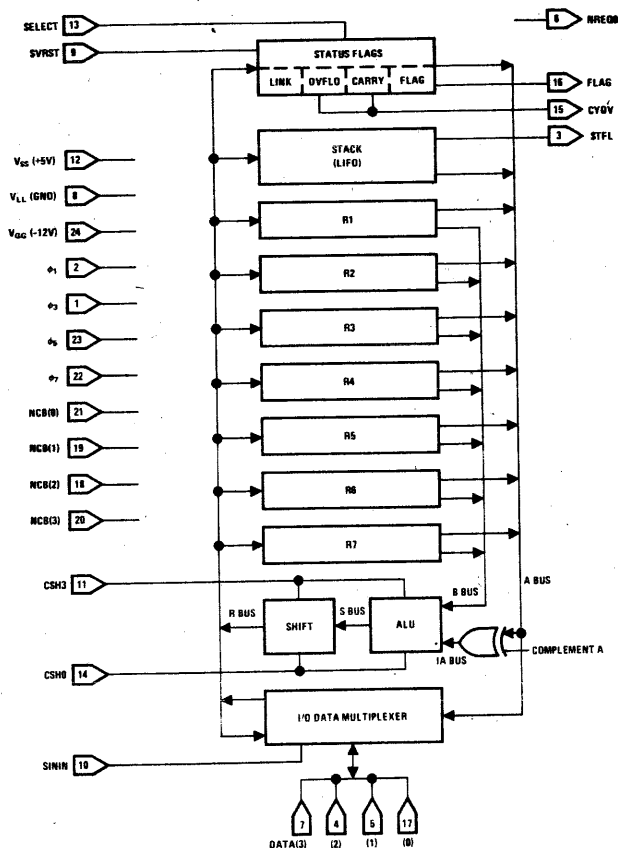 SELECT 13
SVRST 9
6 NREQ0
STATUS FLAGS
LINK OVFLO CARRY FLAG
16 FLAG
15 CYOV
3 STFL
STACK
(LIFO)
VSS (+5V) 12
VLL (GND) 8
VGG (-12V) 24
ϕ1 2
ϕ3 1
ϕ5 23
ϕ7 22
NCB(0) 21
NCB(1) 19
NCB(2) 18
NCB(3) 20
R1
R2
R3
R4
R5
R6
R7
CSH3 11
R BUS
SHIFT
S BUS
ALU
B BUS
A BUS
IA BUS
COMPLEMENT A
CSH0 14
I/O DATA MULTIPLEXER
SININ 10
7 4 5 17
DATA(3) (2) (1) (0)